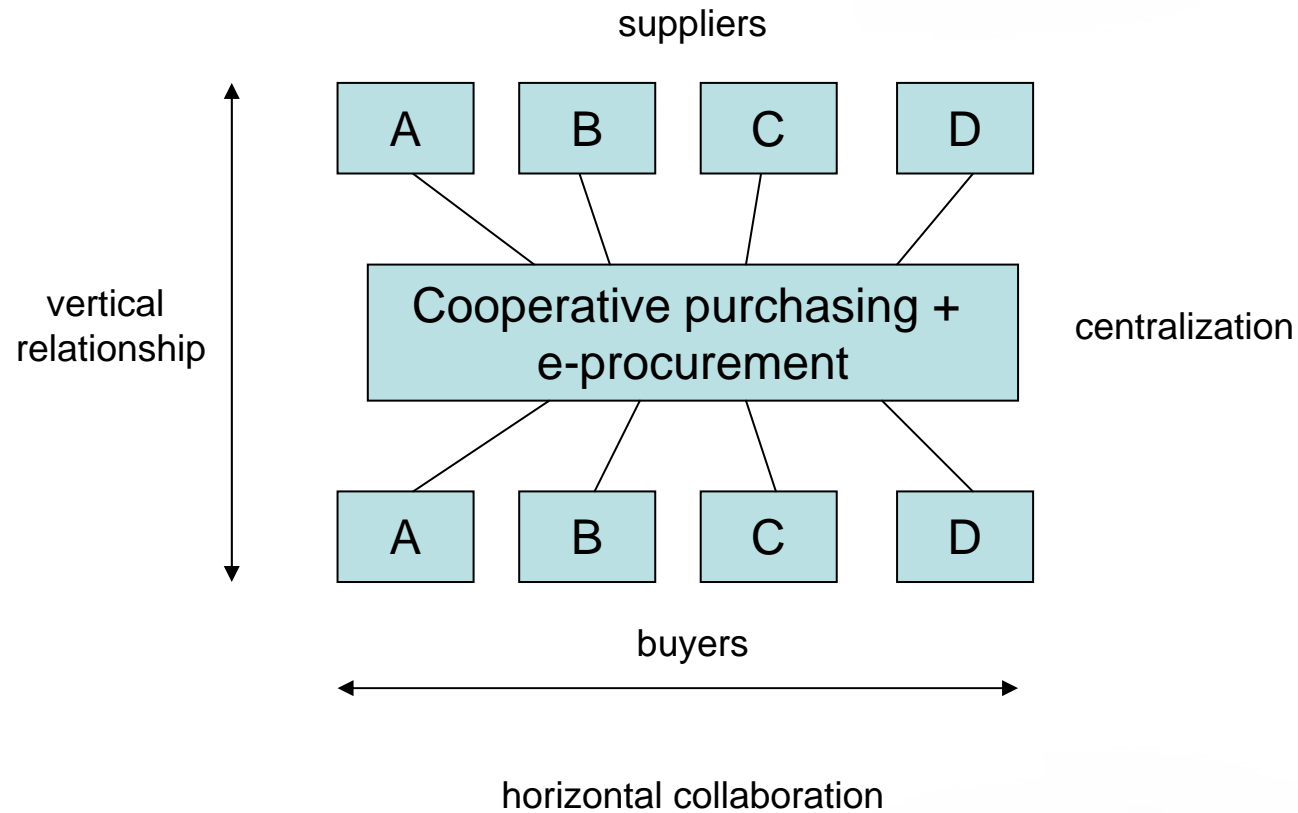 suppliers
A B C D
vertical
relationship
Cooperative purchasing +
e-procurement
centralization
A B C D
buyers
horizontal collaboration